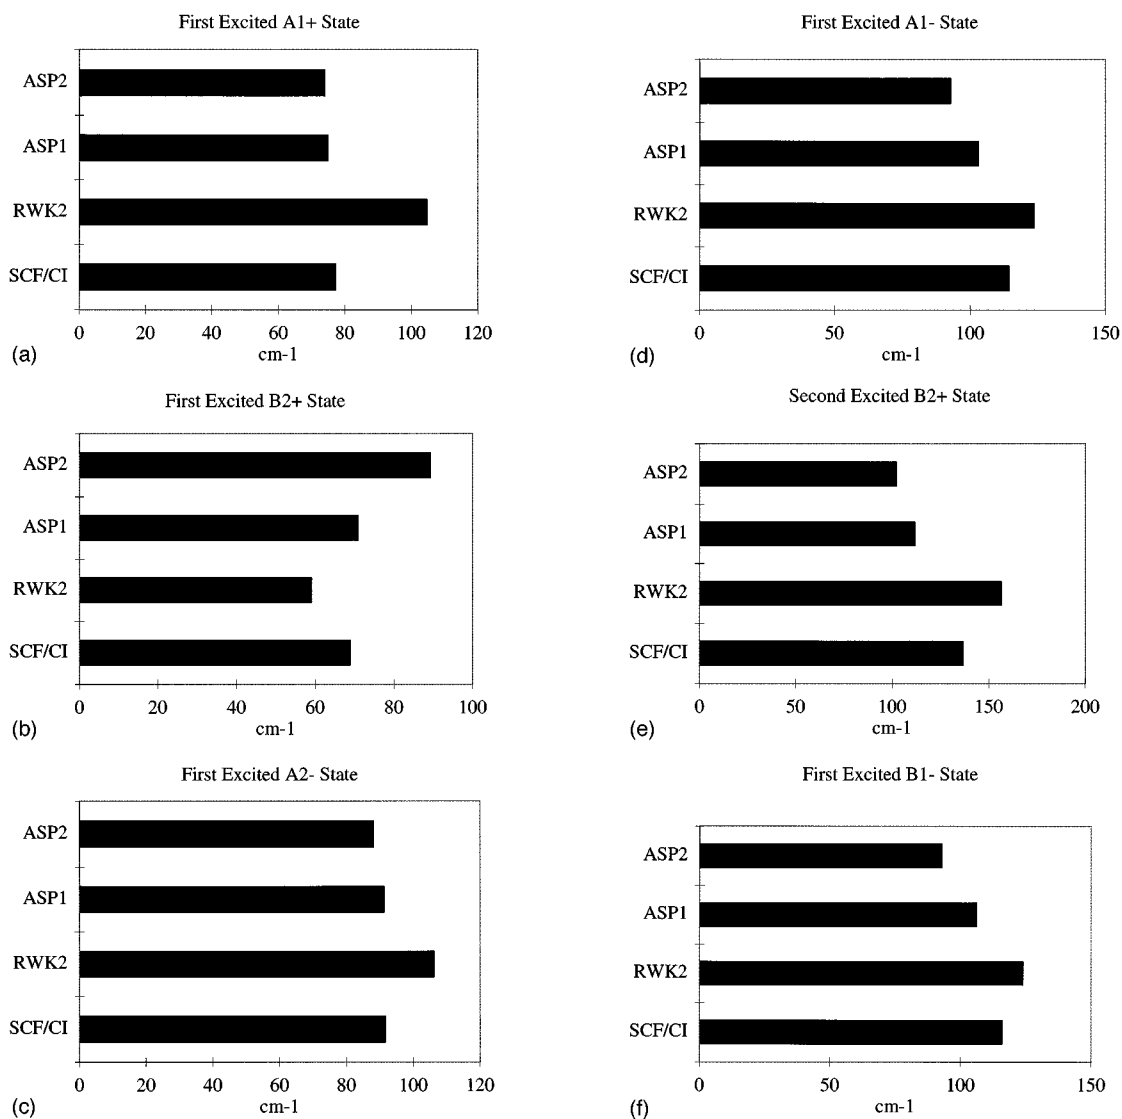 First Excited A1+ State
ASP2
ASP1
RWK2
SCF/CI
0 20 40 60 80 100 120
cm-1
(a)
First Excited B2+ State
ASP2
ASP1
RWK2
SCF/CI
0 20 40 60 80 100
cm-1
(b)
First Excited A2- State
ASP2
ASP1
RWK2
SCF/CI
0 20 40 60 80 100 120
cm-1
(c)
First Excited A1- State
ASP2
ASP1
RWK2
SCF/CI
0 50 100 150
cm-1
(d)
Second Excited B2+ State
ASP2
ASP1
RWK2
SCF/CI
0 50 100 150 200
cm-1
(e)
First Excited B1- State
ASP2
ASP1
RWK2
SCF/CI
0 50 100 150
cm-1
(f)